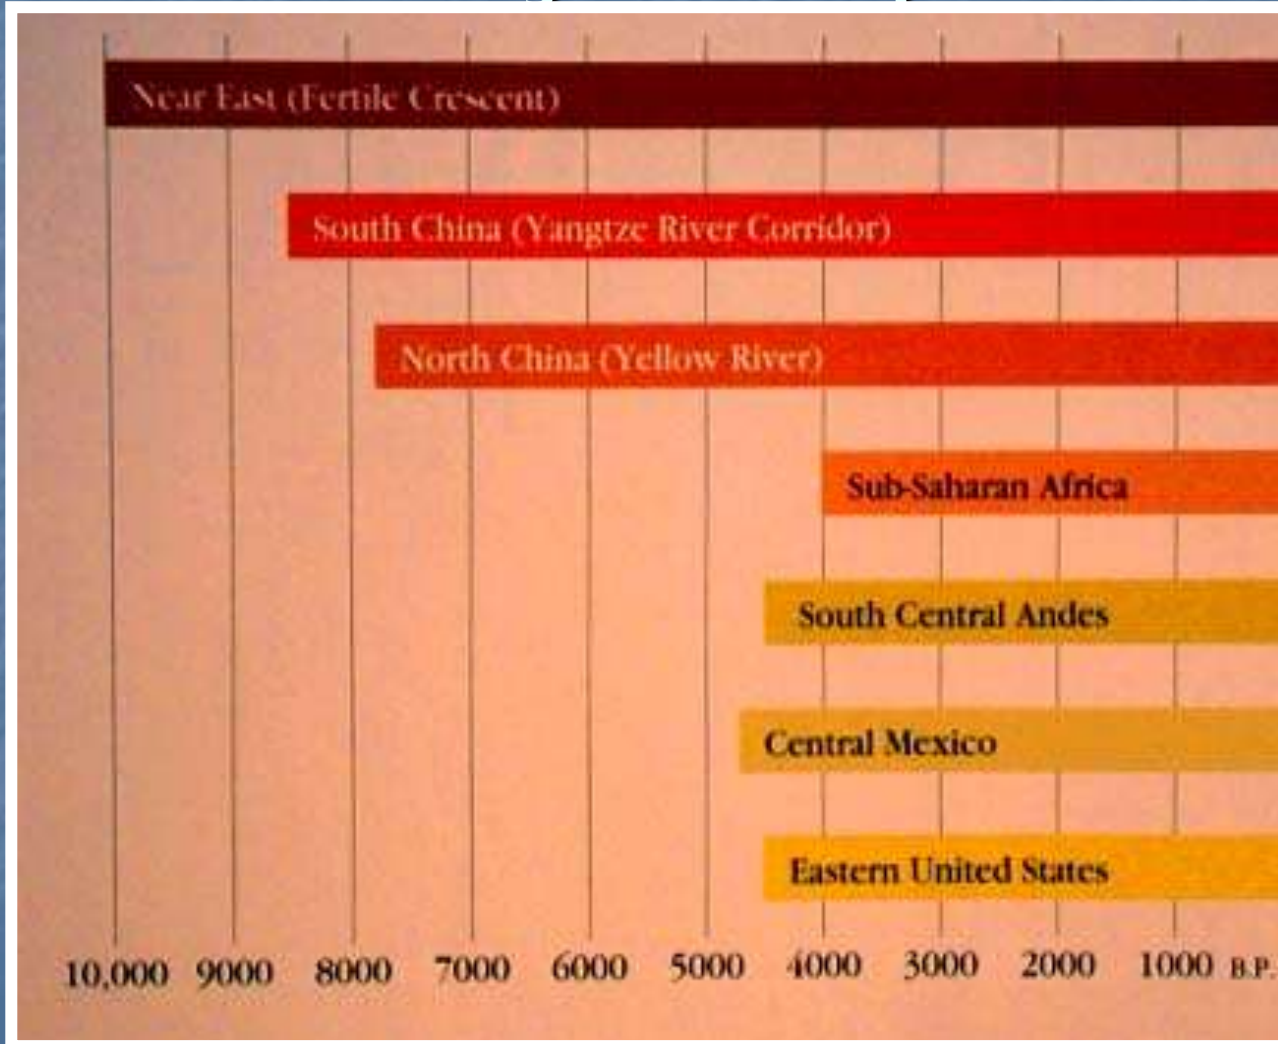 Near East (Fertile Crescent)
South China (Yangtze River Corridor)
North China (Yellow River)
Sub-Saharan Africa
South Central Andes
Central Mexico
Eastern United States
10,000 9000 8000 7000 6000 5000 4000 3000 2000 1000 B.P.